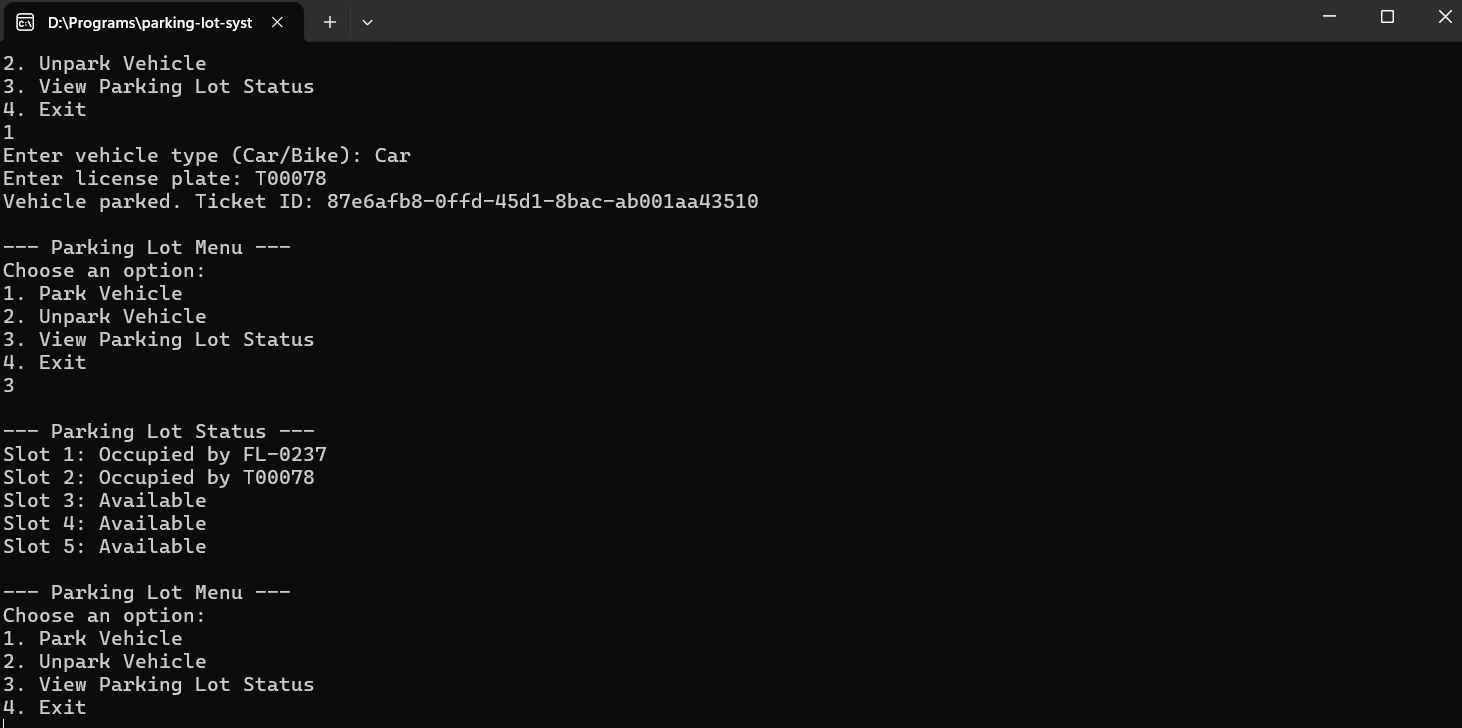 D:\Programs\parking-lot-syst
2. Unpark Vehicle
3. View Parking Lot Status
4. Exit
1
Enter vehicle type (Car/Bike): Car
Enter license plate: T00078
Vehicle parked. Ticket ID: 87e6afb8-0ffd-45d1-8bac-ab001aa43510
--- Parking Lot Menu ---
Choose an option:
1. Park Vehicle
2. Unpark Vehicle
3. View Parking Lot Status
4. Exit
3
--- Parking Lot Status ---
Slot 1: Occupied by FL-0237
Slot 2: Occupied by T00078
Slot 3: Available
Slot 4: Available
Slot 5: Available
--- Parking Lot Menu ---
Choose an option:
1. Park Vehicle
2. Unpark Vehicle
3. View Parking Lot Status
4. Exit